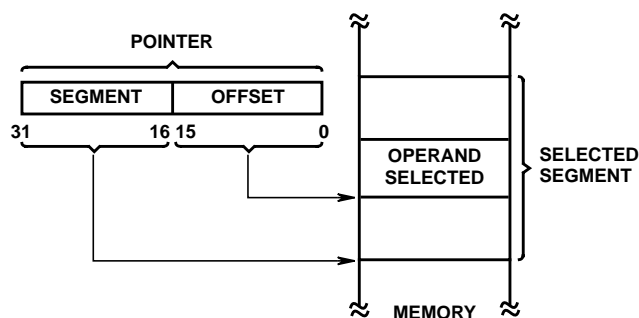 POINTER
SEGMENT OFFSET
31 16 15 0
OPERAND
SELECTED
SELECTED
SEGMENT
MEMORY